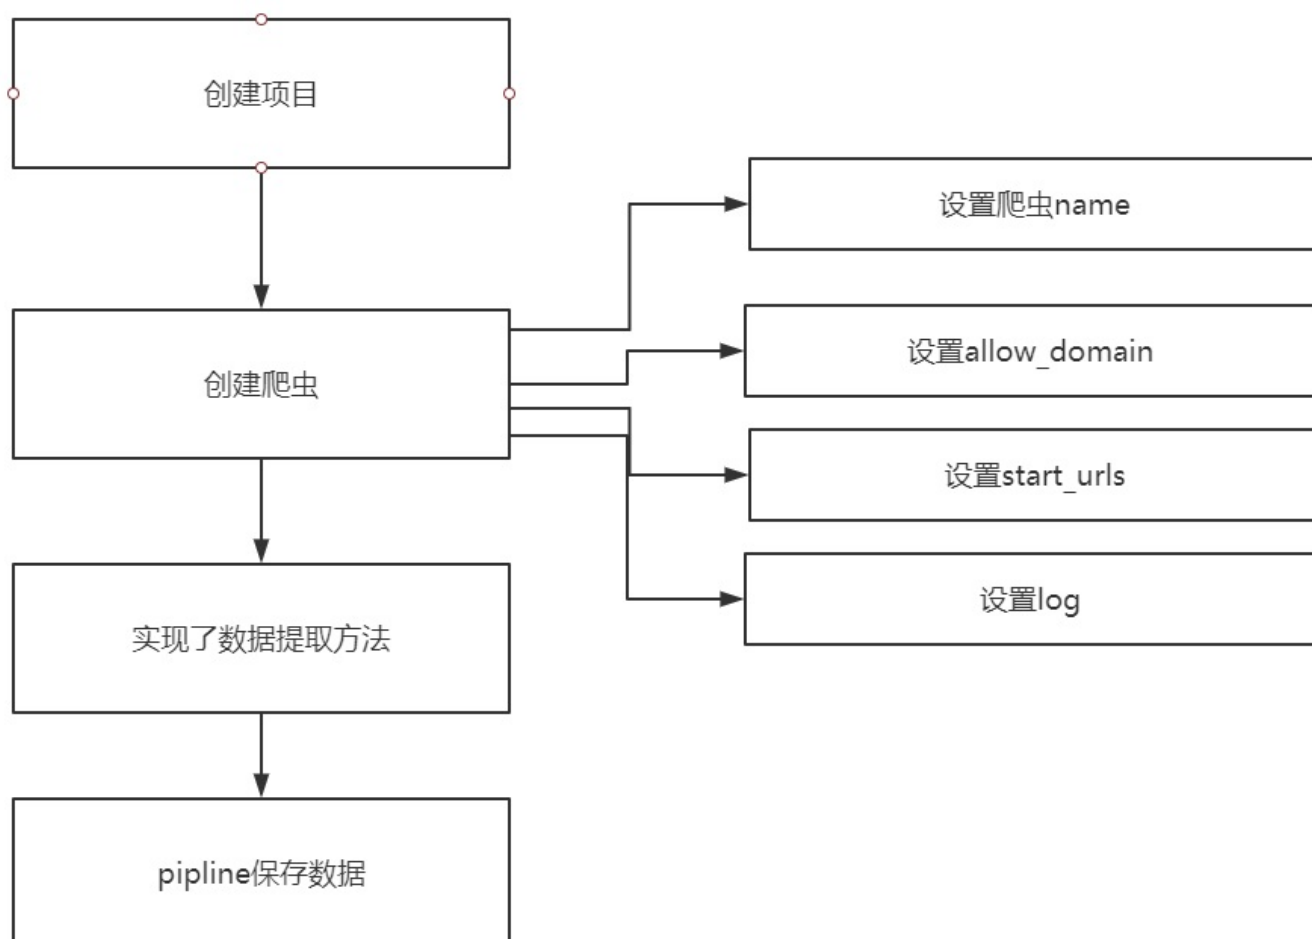 创建项目
设置爬虫name
设置allow_domain
创建爬虫
设置start_urls
设置log
实现了数据提取方法
pipline保存数据